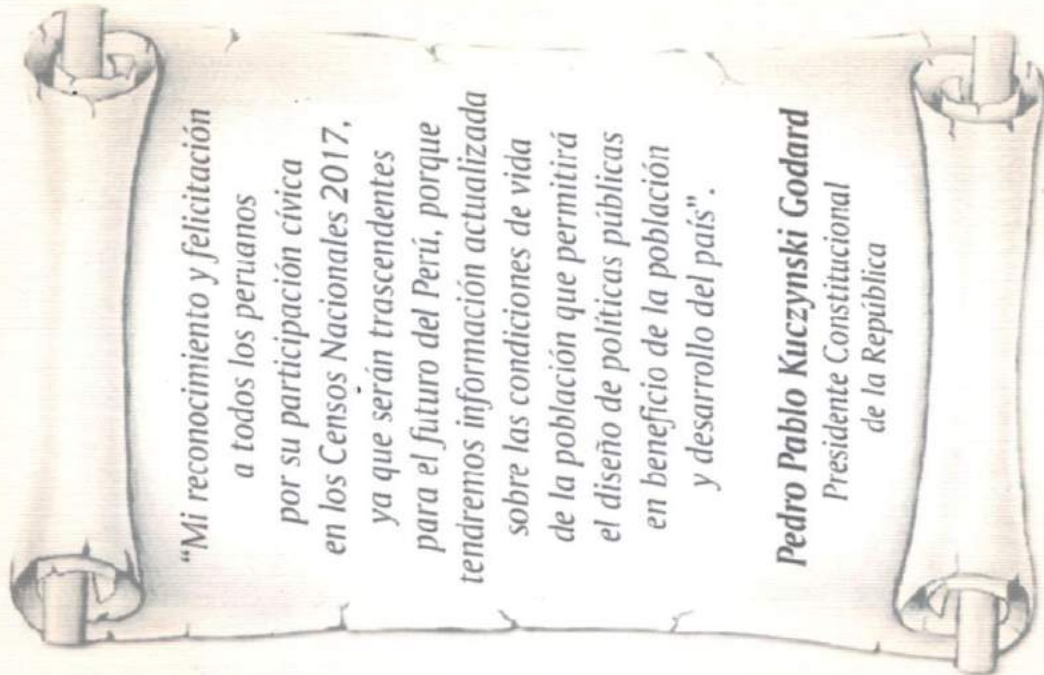 “Mi reconocimiento y felicitación
a todos los peruanos
por su participación cívica
en los Censos Nacionales 2017,
ya que serán trascendentes
para el futuro del Perú, porque
tendremos información actualizada
sobre las condiciones de vida
de la población que permitirá
el diseño de políticas públicas
en beneficio de la población
y desarrollo del país".
Pedro Pablo Kuczynski Godard
Presidente Constitucional
de la República